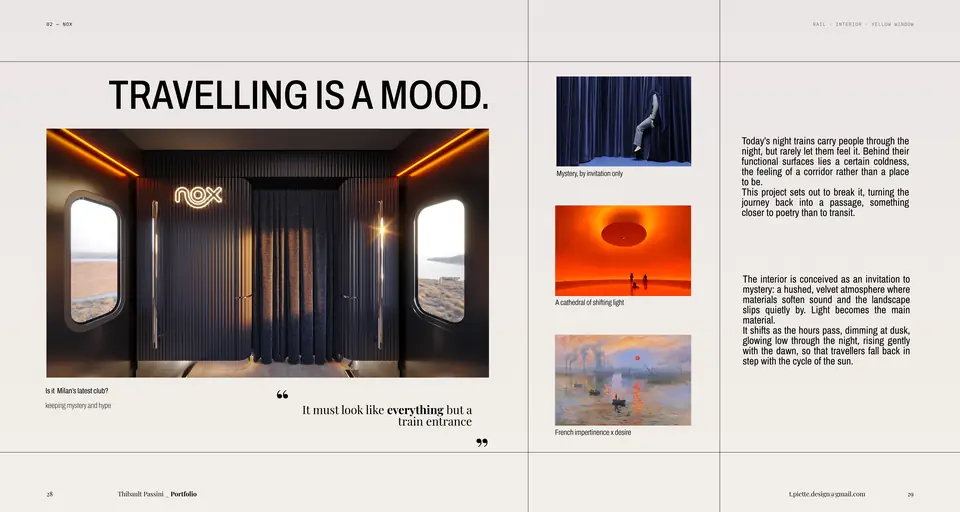 02 — NOX
RAIL · INTERIOR · YELLOW WINDOW
TRAVELLING IS A MOOD.
nox
Is it Milan's latest club?
keeping mystery and hype
“
It must look like everything but a
train entrance
”
Mystery, by invitation only
A cathedral of shifting light
French impertinence x desire
Today's night trains carry people through the
night, but rarely let them feel it. Behind their
functional surfaces lies a certain coldness,
the feeling of a corridor rather than a place
to be.
This project sets out to break it, turning the
journey back into a passage, something
closer to poetry than to transit.
The interior is conceived as an invitation to
mystery: a hushed, velvet atmosphere where
materials soften sound and the landscape
slips quietly by. Light becomes the main
material.
It shifts as the hours pass, dimming at dusk,
glowing low through the night, rising gently
with the dawn, so that travellers fall back in
step with the cycle of the sun.
28
Thibault Passini _ Portfolio
t.piette.design@gmail.com
29